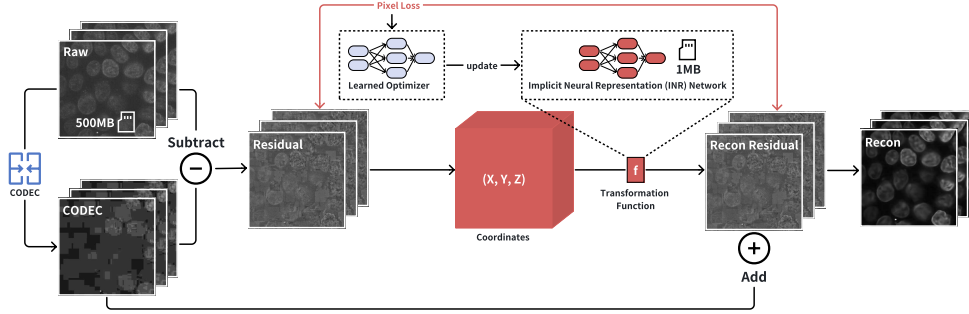 Pixel Loss
Raw
500MB
Learned Optimizer
update
1MB
Implicit Neural Representation (INR) Network
Subtract
CODEC
CODEC
Residual
(X, Y, Z)
Coordinates
f
Transformation
Function
Recon Residual
Recon
Add